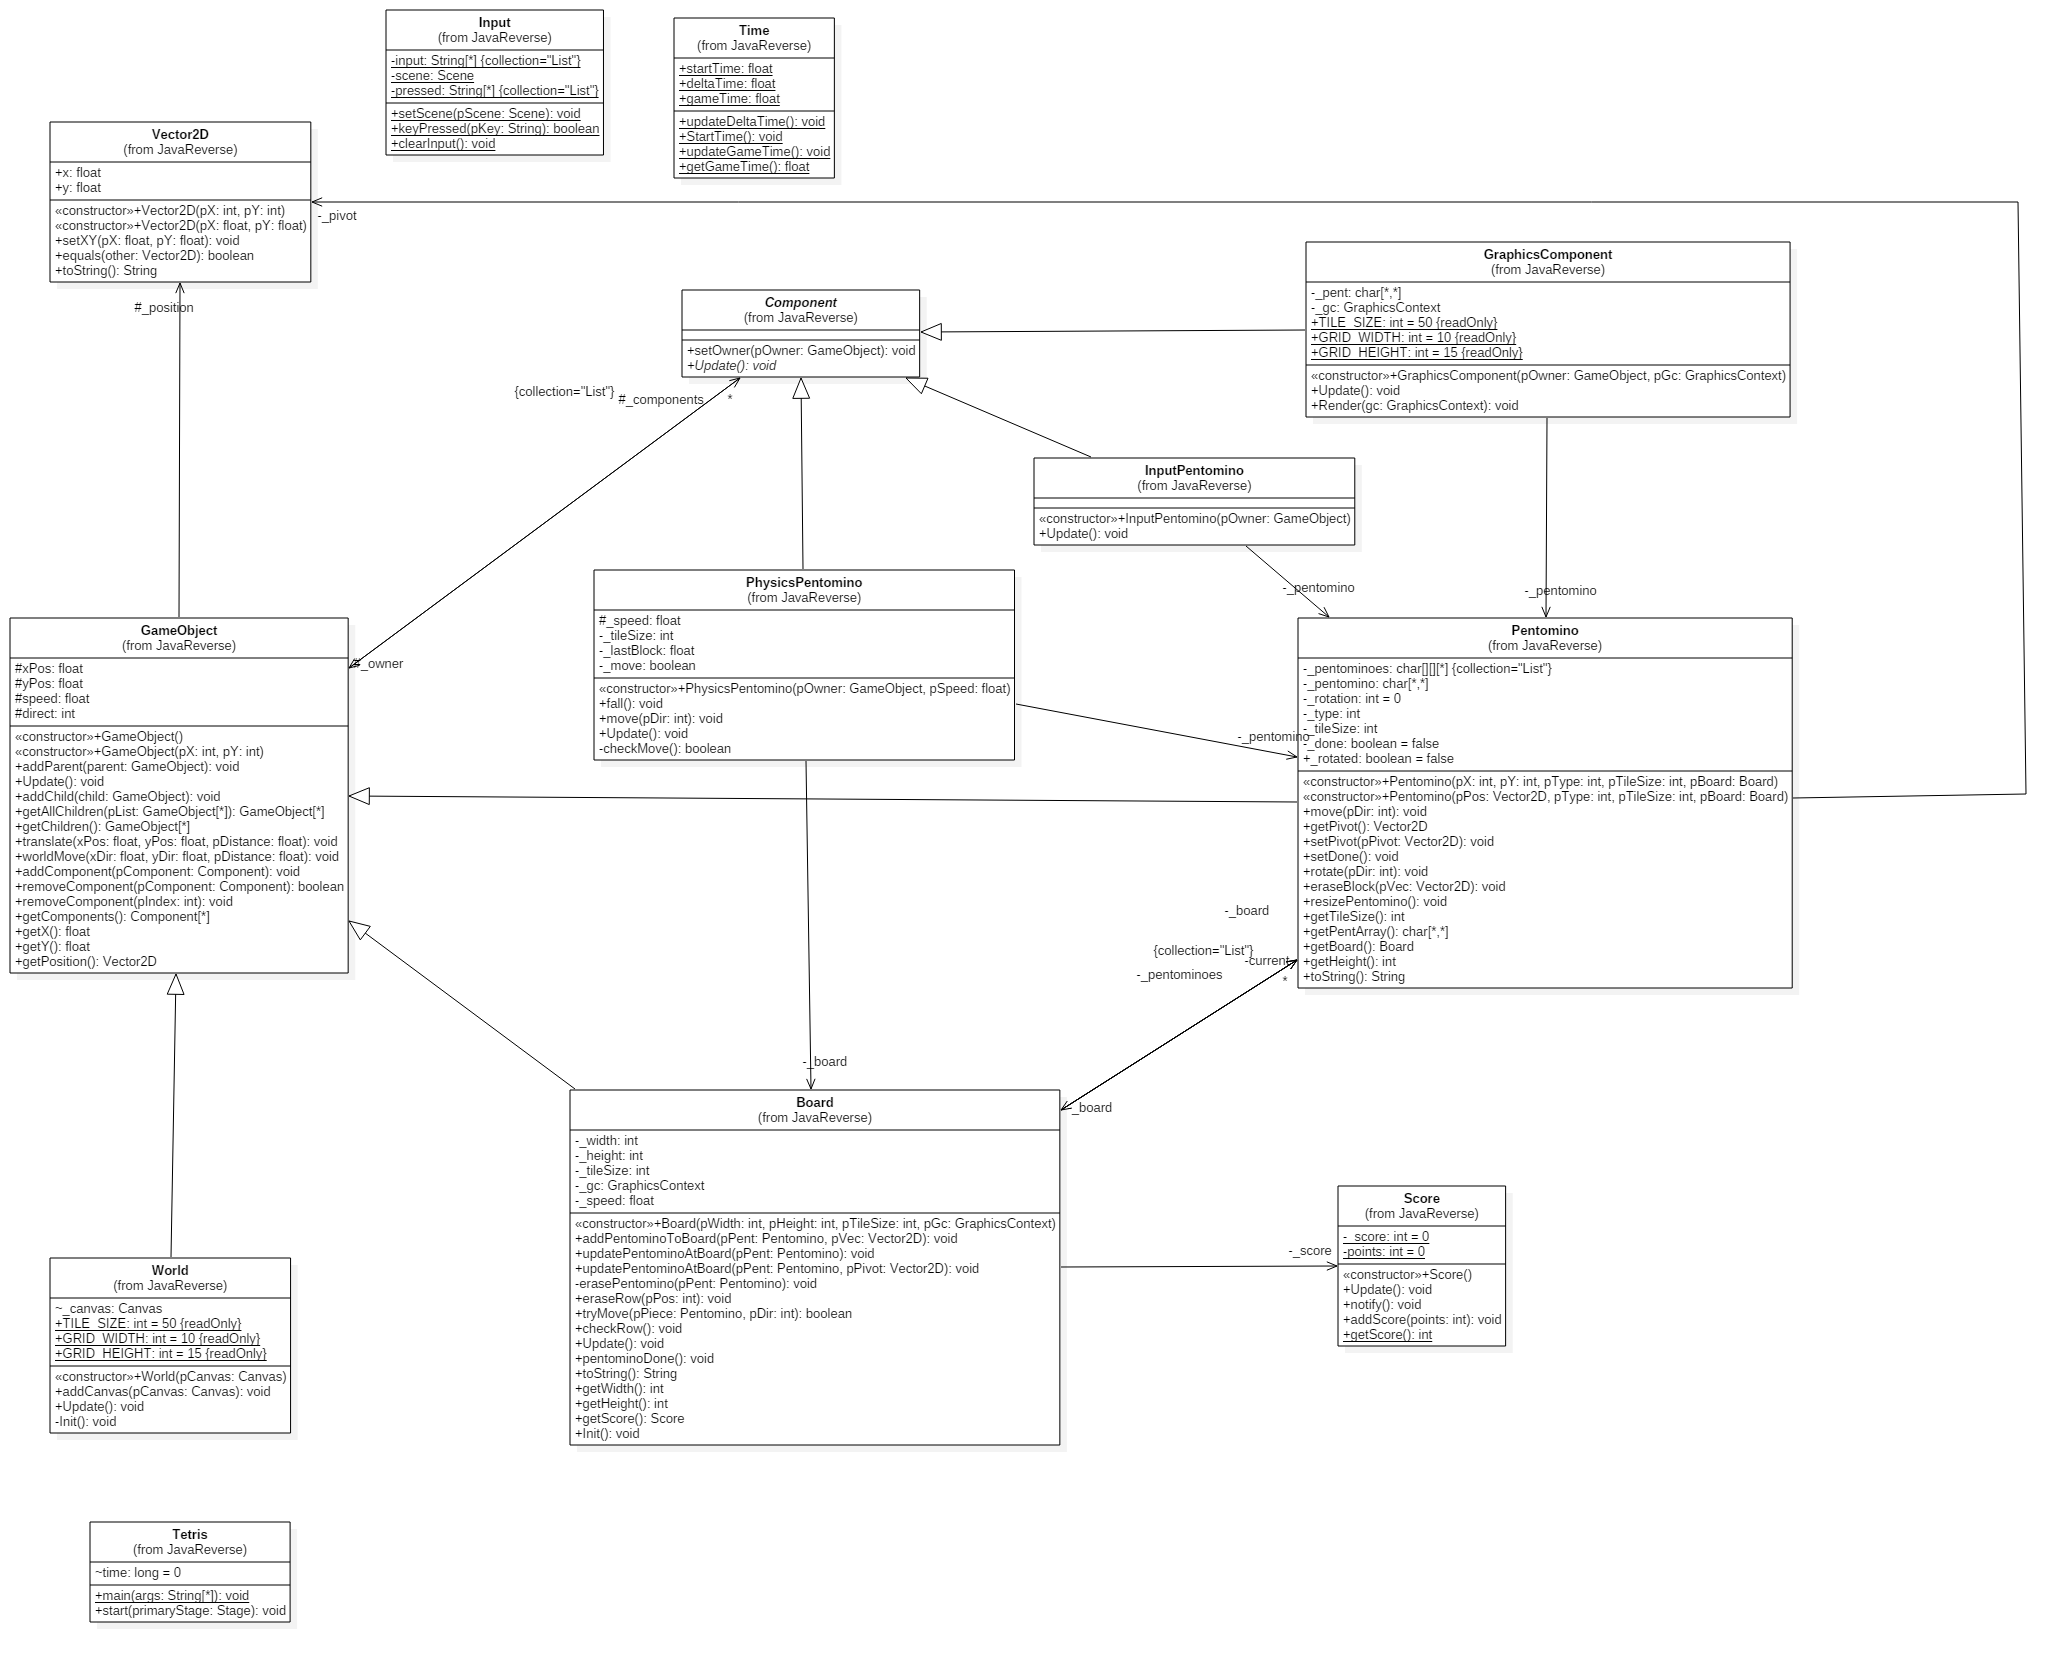 Input
(from JavaReverse)
-input: String[*] {collection="List"}
-scene: Scene
-pressed: String[*] {collection="List"}
+setScene(pScene: Scene): void
+keyPressed(pKey: String): boolean
+clearInput(): void
Time
(from JavaReverse)
+startTime: float
+deltaTime: float
+gameTime: float
+updateDeltaTime(): void
+StartTime(): void
+updateGameTime(): void
+getGameTime(): float
Vector2D
(from JavaReverse)
+x: float
+y: float
«constructor»+Vector2D(pX: int, pY: int)
«constructor»+Vector2D(pX: float, pY: float)
+setXY(pX: float, pY: float): void
+equals(other: Vector2D): boolean
+toString(): String
-_pivot
#_position
Component
(from JavaReverse)
+setOwner(pOwner: GameObject): void
+Update(): void
{collection="List"}
#_components
*
GraphicsComponent
(from JavaReverse)
-_pent: char[*,*]
-_gc: GraphicsContext
+TILE_SIZE: int = 50 {readOnly}
+GRID_WIDTH: int = 10 {readOnly}
+GRID_HEIGHT: int = 15 {readOnly}
«constructor»+GraphicsComponent(pOwner: GameObject, pGc: GraphicsContext)
+Update(): void
+Render(gc: GraphicsContext): void
InputPentomino
(from JavaReverse)
«constructor»+InputPentomino(pOwner: GameObject)
+Update(): void
-_pentomino
-_pentomino
PhysicsPentomino
(from JavaReverse)
#_speed: float
-_tileSize: int
-_lastBlock: float
-_move: boolean
«constructor»+PhysicsPentomino(pOwner: GameObject, pSpeed: float)
+fall(): void
+move(pDir: int): void
+Update(): void
-checkMove(): boolean
-_pentomino
GameObject
(from JavaReverse)
#xPos: float
#yPos: float
#speed: float
#direct: int
«constructor»+GameObject()
«constructor»+GameObject(pX: int, pY: int)
+addParent(parent: GameObject): void
+Update(): void
+addChild(child: GameObject): void
+getAllChildren(pList: GameObject[*]): GameObject[*]
+getChildren(): GameObject[*]
+translate(xPos: float, yPos: float, pDistance: float): void
+worldMove(xDir: float, yDir: float, pDistance: float): void
+addComponent(pComponent: Component): void
+removeComponent(pComponent: Component): boolean
+removeComponent(pIndex: int): void
+getComponents(): Component[*]
+getX(): float
+getY(): float
+getPosition(): Vector2D
#_owner
Pentomino
(from JavaReverse)
-_pentominoes: char[][][*] {collection="List"}
-_pentomino: char[*,*]
-_rotation: int = 0
-_type: int
-_tileSize: int
-_done: boolean = false
+_rotated: boolean = false
«constructor»+Pentomino(pX: int, pY: int, pType: int, pTileSize: int, pBoard: Board)
«constructor»+Pentomino(pPos: Vector2D, pType: int, pTileSize: int, pBoard: Board)
+move(pDir: int): void
+getPivot(): Vector2D
+setPivot(pPivot: Vector2D): void
+setDone(): void
+rotate(pDir: int): void
+eraseBlock(pVec: Vector2D): void
+resizePentomino(): void
+getTileSize(): int
+getPentArray(): char[*,*]
+getBoard(): Board
+getHeight(): int
+toString(): String
-_board
{collection="List"}
-current
-_pentominoes
*
-_board
_board
Board
(from JavaReverse)
-_width: int
-_height: int
-_tileSize: int
-_gc: GraphicsContext
-_speed: float
«constructor»+Board(pWidth: int, pHeight: int, pTileSize: int, pGc: GraphicsContext)
+addPentominoToBoard(pPent: Pentomino, pVec: Vector2D): void
+updatePentominoAtBoard(pPent: Pentomino): void
+updatePentominoAtBoard(pPent: Pentomino, pPivot: Vector2D): void
-erasePentomino(pPent: Pentomino): void
+eraseRow(pPos: int): void
+tryMove(pPiece: Pentomino, pDir: int): boolean
+checkRow(): void
+Update(): void
+pentominoDone(): void
+toString(): String
+getWidth(): int
+getHeight(): int
+getScore(): Score
+Init(): void
-_score
Score
(from JavaReverse)
-_score: int = 0
-points: int = 0
«constructor»+Score()
+Update(): void
+notify(): void
+addScore(points: int): void
+getScore(): int
World
(from JavaReverse)
~_canvas: Canvas
+TILE_SIZE: int = 50 {readOnly}
+GRID_WIDTH: int = 10 {readOnly}
+GRID_HEIGHT: int = 15 {readOnly}
«constructor»+World(pCanvas: Canvas)
+addCanvas(pCanvas: Canvas): void
+Update(): void
-Init(): void
Tetris
(from JavaReverse)
~time: long = 0
+main(args: String[*]): void
+start(primaryStage: Stage): void